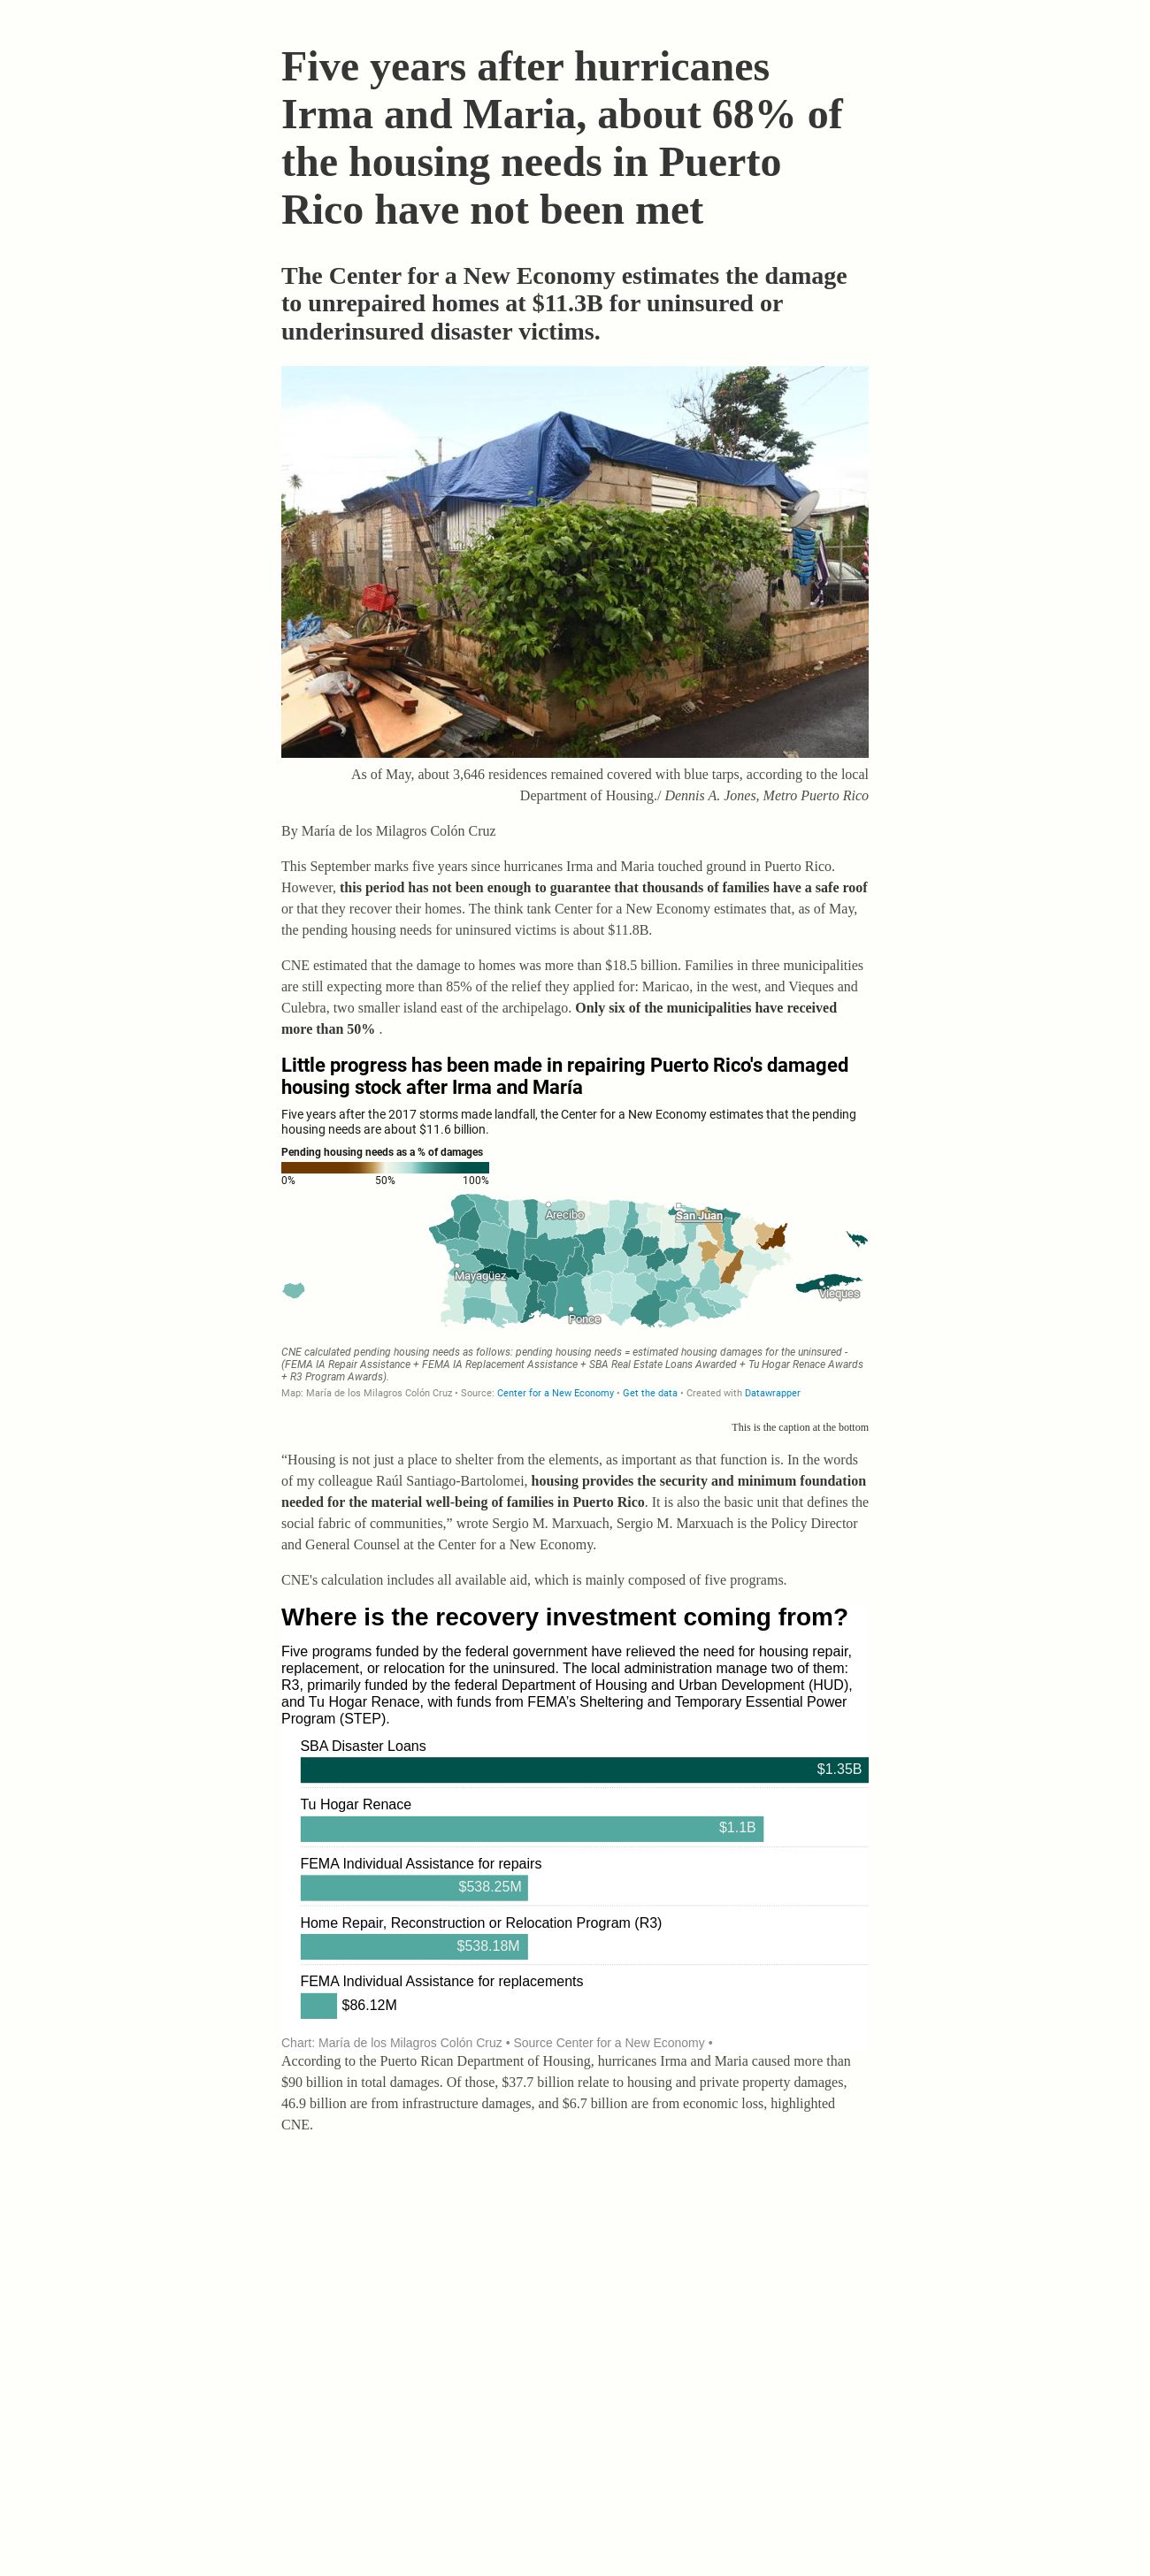 Five years after hurricanes
Irma and Maria, about 68% of
the housing needs in Puerto
Rico have not been met
The Center for a New Economy estimates the damage
to unrepaired homes at $11.3B for uninsured or
underinsured disaster victims.
As of May, about 3,646 residences remained covered with blue tarps, according to the local
Department of Housing./ Dennis A. Jones, Metro Puerto Rico
By María de los Milagros Colón Cruz
This September marks five years since hurricanes Irma and Maria touched ground in Puerto Rico.
However, this period has not been enough to guarantee that thousands of families have a safe roof
or that they recover their homes. The think tank Center for a New Economy estimates that, as of May,
the pending housing needs for uninsured victims is about $11.8B.
CNE estimated that the damage to homes was more than $18.5 billion. Families in three municipalities
are still expecting more than 85% of the relief they applied for: Maricao, in the west, and Vieques and
Culebra, two smaller island east of the archipelago. Only six of the municipalities have received
more than 50% .
Little progress has been made in repairing Puerto Rico's damaged
housing stock after Irma and María
Five years after the 2017 storms made landfall, the Center for a New Economy estimates that the pending
housing needs are about $11.6 billion.
Pending housing needs as a % of damages
0% 50% 100%
Arecibo San Juan
Mayagüez
Vieques
Ponce
CNE calculated pending housing needs as follows: pending housing needs = estimated housing damages for the uninsured -
(FEMA IA Repair Assistance + FEMA IA Replacement Assistance + SBA Real Estate Loans Awarded + Tu Hogar Renace Awards
+ R3 Program Awards).
Map: María de los Milagros Colón Cruz • Source: Center for a New Economy • Get the data • Created with Datawrapper
This is the caption at the bottom
“Housing is not just a place to shelter from the elements, as important as that function is. In the words
of my colleague Raúl Santiago-Bartolomei, housing provides the security and minimum foundation
needed for the material well-being of families in Puerto Rico. It is also the basic unit that defines the
social fabric of communities,” wrote Sergio M. Marxuach, Sergio M. Marxuach is the Policy Director
and General Counsel at the Center for a New Economy.
CNE's calculation includes all available aid, which is mainly composed of five programs.
Where is the recovery investment coming from?
Five programs funded by the federal government have relieved the need for housing repair,
replacement, or relocation for the uninsured. The local administration manage two of them:
R3, primarily funded by the federal Department of Housing and Urban Development (HUD),
and Tu Hogar Renace, with funds from FEMA's Sheltering and Temporary Essential Power
Program (STEP).
SBA Disaster Loans
$1.35B
Tu Hogar Renace
$1.1B
FEMA Individual Assistance for repairs
$538.25M
Home Repair, Reconstruction or Relocation Program (R3)
$538.18M
FEMA Individual Assistance for replacements
$86.12M
Chart: María de los Milagros Colón Cruz • Source Center for a New Economy •
According to the Puerto Rican Department of Housing, hurricanes Irma and Maria caused more than
$90 billion in total damages. Of those, $37.7 billion relate to housing and private property damages,
46.9 billion are from infrastructure damages, and $6.7 billion are from economic loss, highlighted
CNE.